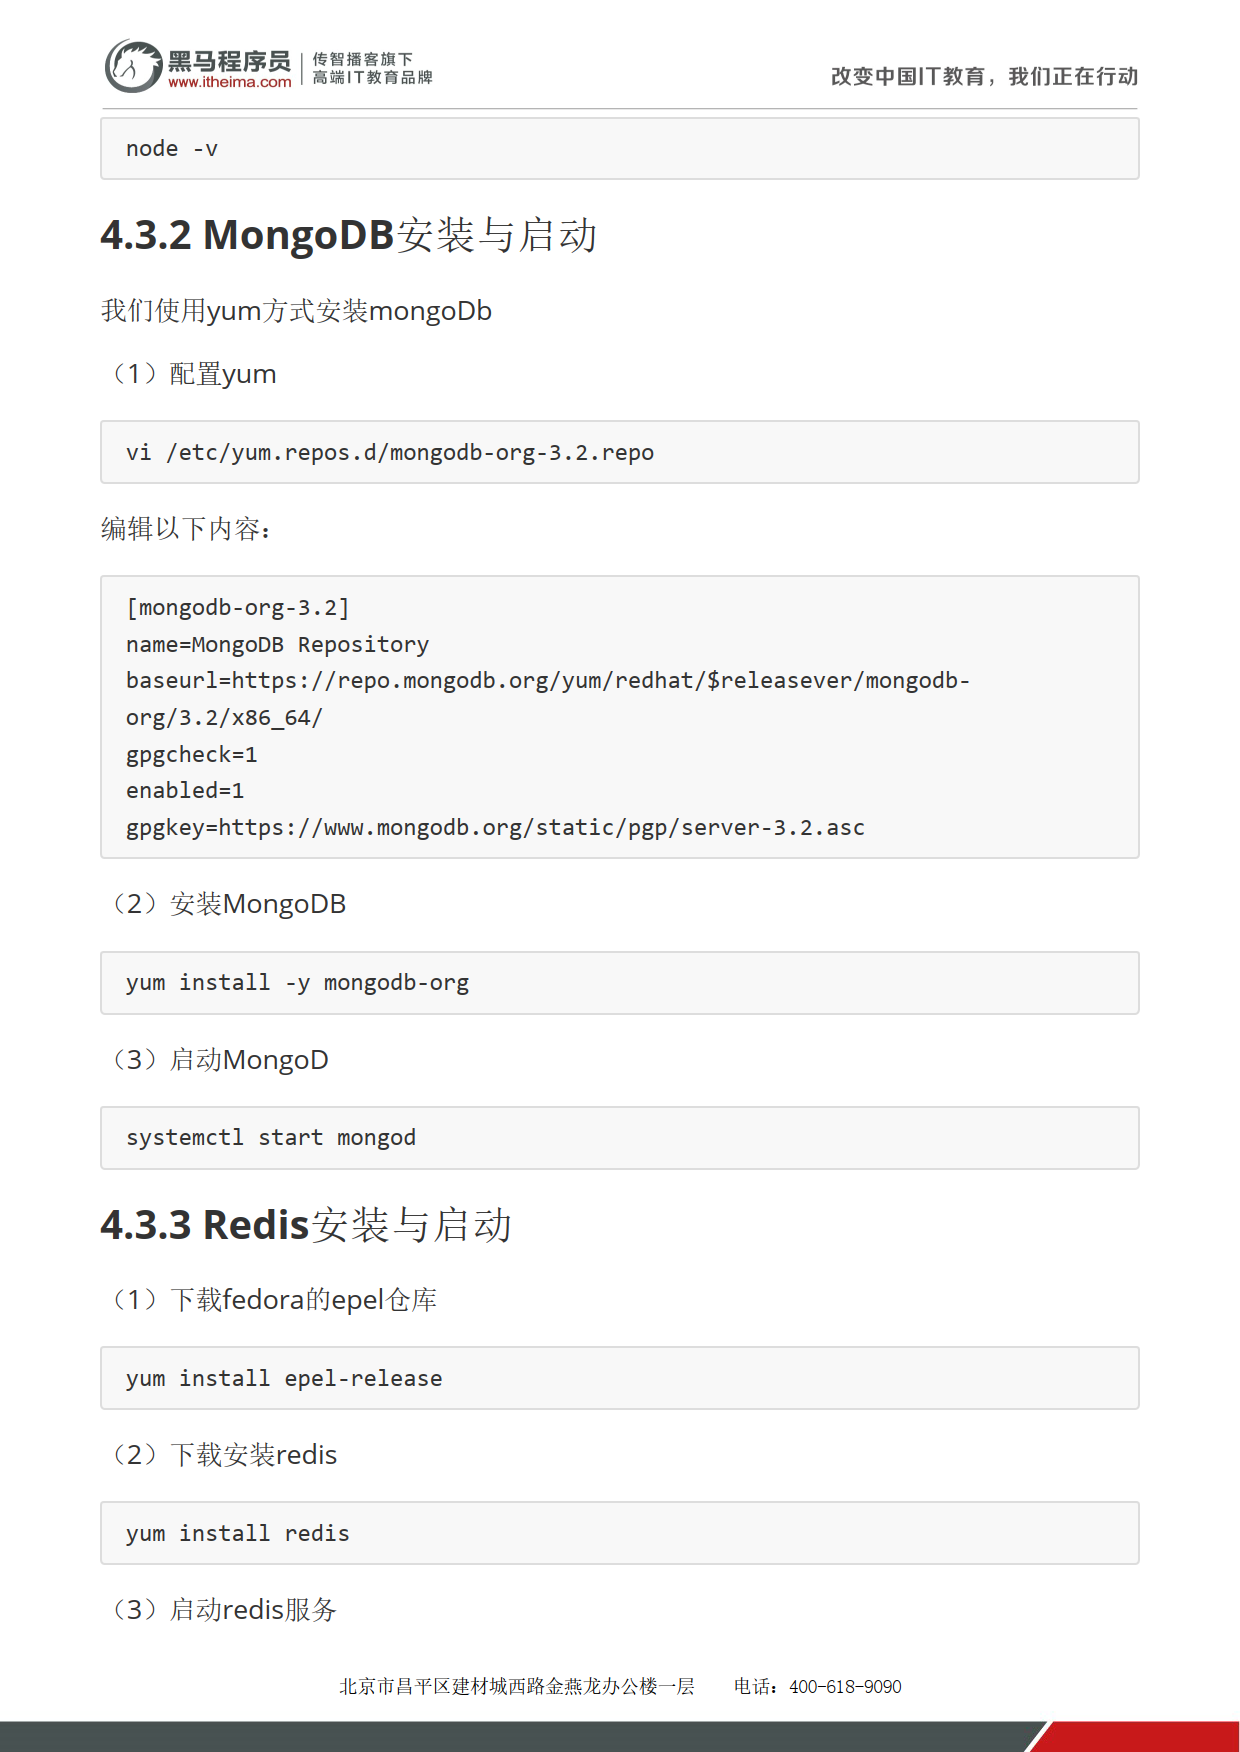 黑马程序员
www.itheima.com
传智播客旗下
高端IT教育品牌
改变中国IT教育，我们正在行动
node -v
4.3.2 MongoDB安装与启动
我们使用yum方式安装mongoDb
（1）配置yum
vi /etc/yum.repos.d/mongodb-org-3.2.repo
编辑以下内容：
[mongodb-org-3.2]
name=MongoDB Repository
baseurl=https://repo.mongodb.org/yum/redhat/$releasever/mongodb-
org/3.2/x86_64/
gpgcheck=1
enabled=1
gpgkey=https://www.mongodb.org/static/pgp/server-3.2.asc
（2）安装MongoDB
yum install -y mongodb-org
（3）启动MongoD
systemctl start mongod
4.3.3 Redis安装与启动
（1）下载fedora的epel仓库
yum install epel-release
（2）下载安装redis
yum install redis
（3）启动redis服务
北京市昌平区建材城西路金燕龙办公楼一层 电话：400-618-9090